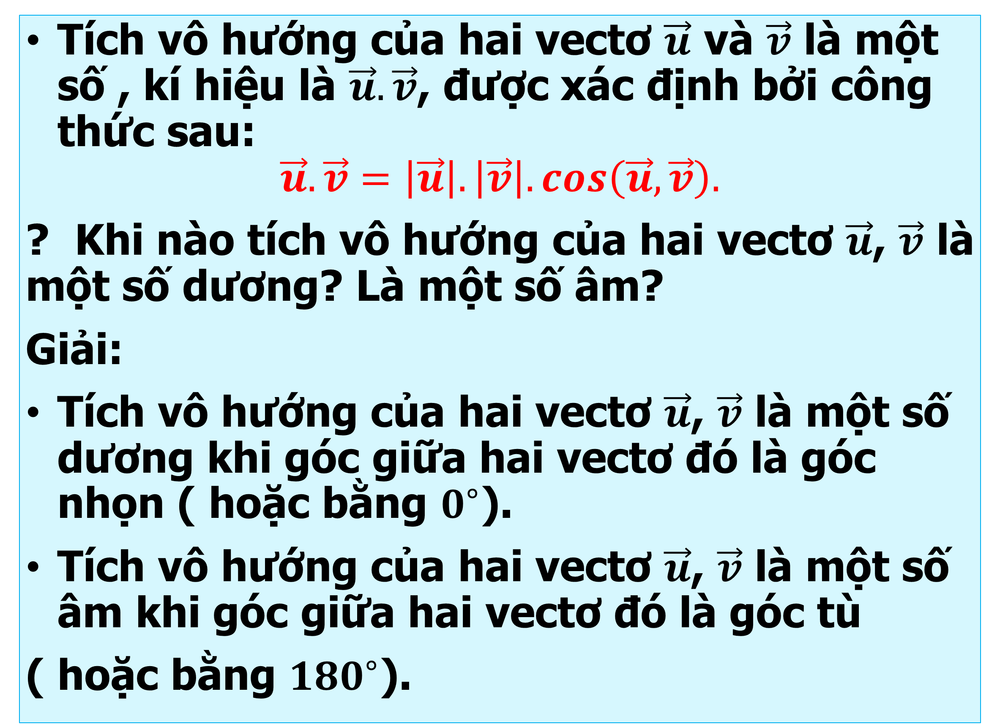 • Tích vô hướng của hai vectơ $\vec{u}$ và $\vec{v}$ là một
số , kí hiệu là $\vec{u}.\vec{v}$, được xác định bởi công
thức sau:
$\vec{u}.\vec{v} = |\vec{u}|.|\vec{v}|.cos(\vec{u},\vec{v}).$
? Khi nào tích vô hướng của hai vectơ $\vec{u}$, $\vec{v}$ là
một số dương? Là một số âm?
Giải:
• Tích vô hướng của hai vectơ $\vec{u}$, $\vec{v}$ là một số
dương khi góc giữa hai vectơ đó là góc
nhọn ( hoặc bằng 0°).
• Tích vô hướng của hai vectơ $\vec{u}$, $\vec{v}$ là một số
âm khi góc giữa hai vectơ đó là góc tù
( hoặc bằng 180°).